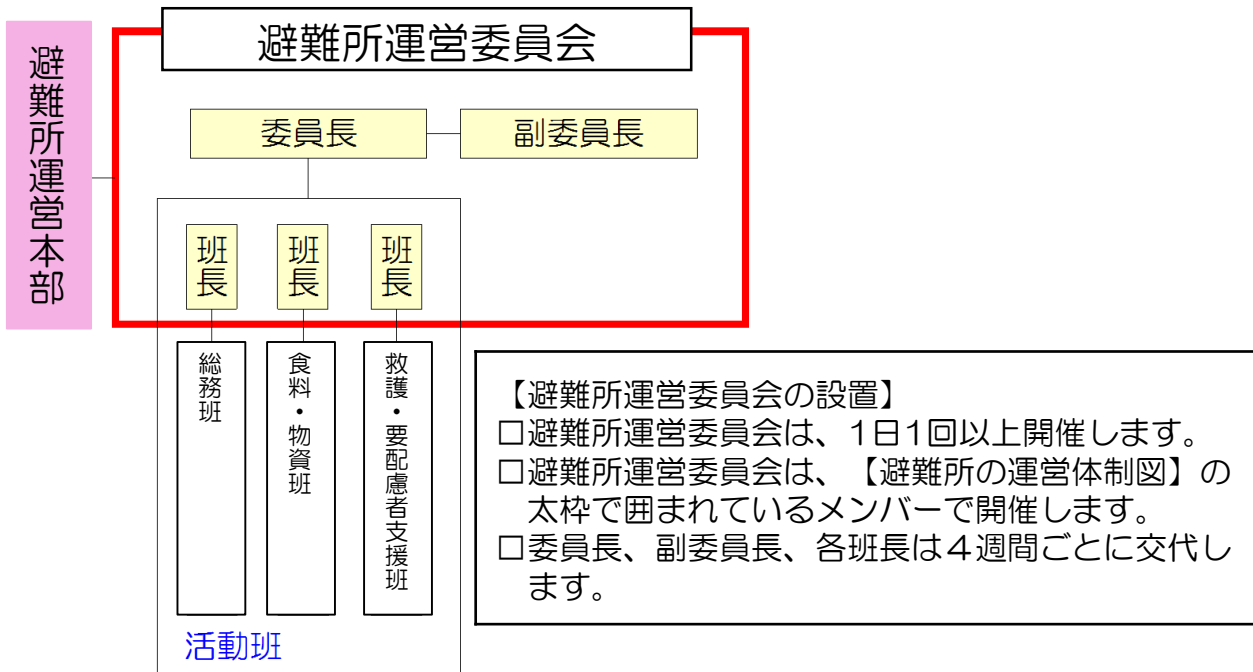 避難所運営本部
避難所運営委員会
委員長
副委員長
班長
班長
班長
総務班
食料・物資班
救護・要配慮者支援班
活動班
【避難所運営委員会の設置】
□避難所運営委員会は、1日1回以上開催します。
□避難所運営委員会は、【避難所の運営体制図】の
太枠で囲まれているメンバーで開催します。
□委員長、副委員長、各班長は４週間ごとに交代し
ます。